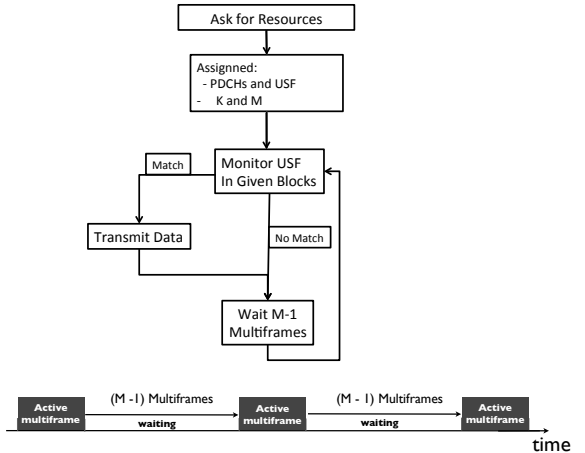 Ask for Resources
Assignned:
- PDCHs and USF
- K and M
Monitor USF
In Given Blocks
Match
Transmit Data
No Match
Wait M-1
Multiframes
Active
multiframe
(M -1) Multiframes
waiting
Active
multiframe
(M - 1) Multiframes
waiting
Active
multiframe
time